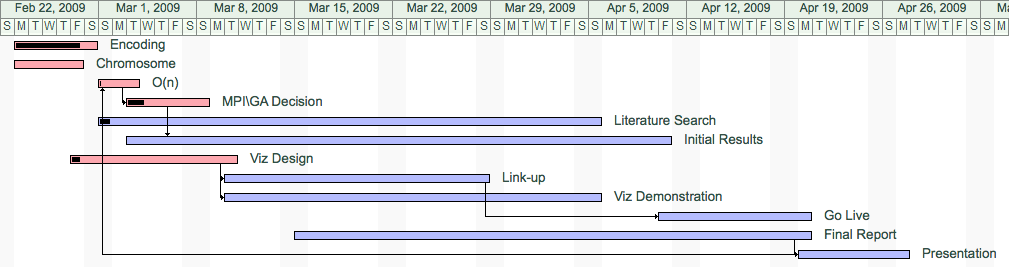 Feb 22, 2009 Mar 1, 2009 Mar 8, 2009 Mar 15, 2009 Mar 22, 2009 Mar 29, 2009 Apr 5, 2009 Apr 12, 2009 Apr 19, 2009 Apr 26, 2009 Ma
S M T W T F S S M T W T F S S M T W T F S S M T W T F S S M T W T F S S M T W T F S S M T W T F S S M T W T F S S M T W T F S S M T W T F S S M
Encoding
Chromosome
O(n)
MPI\GA Decision
Literature Search
Initial Results
Viz Design
Link-up
Viz Demonstration
Go Live
Final Report
Presentation